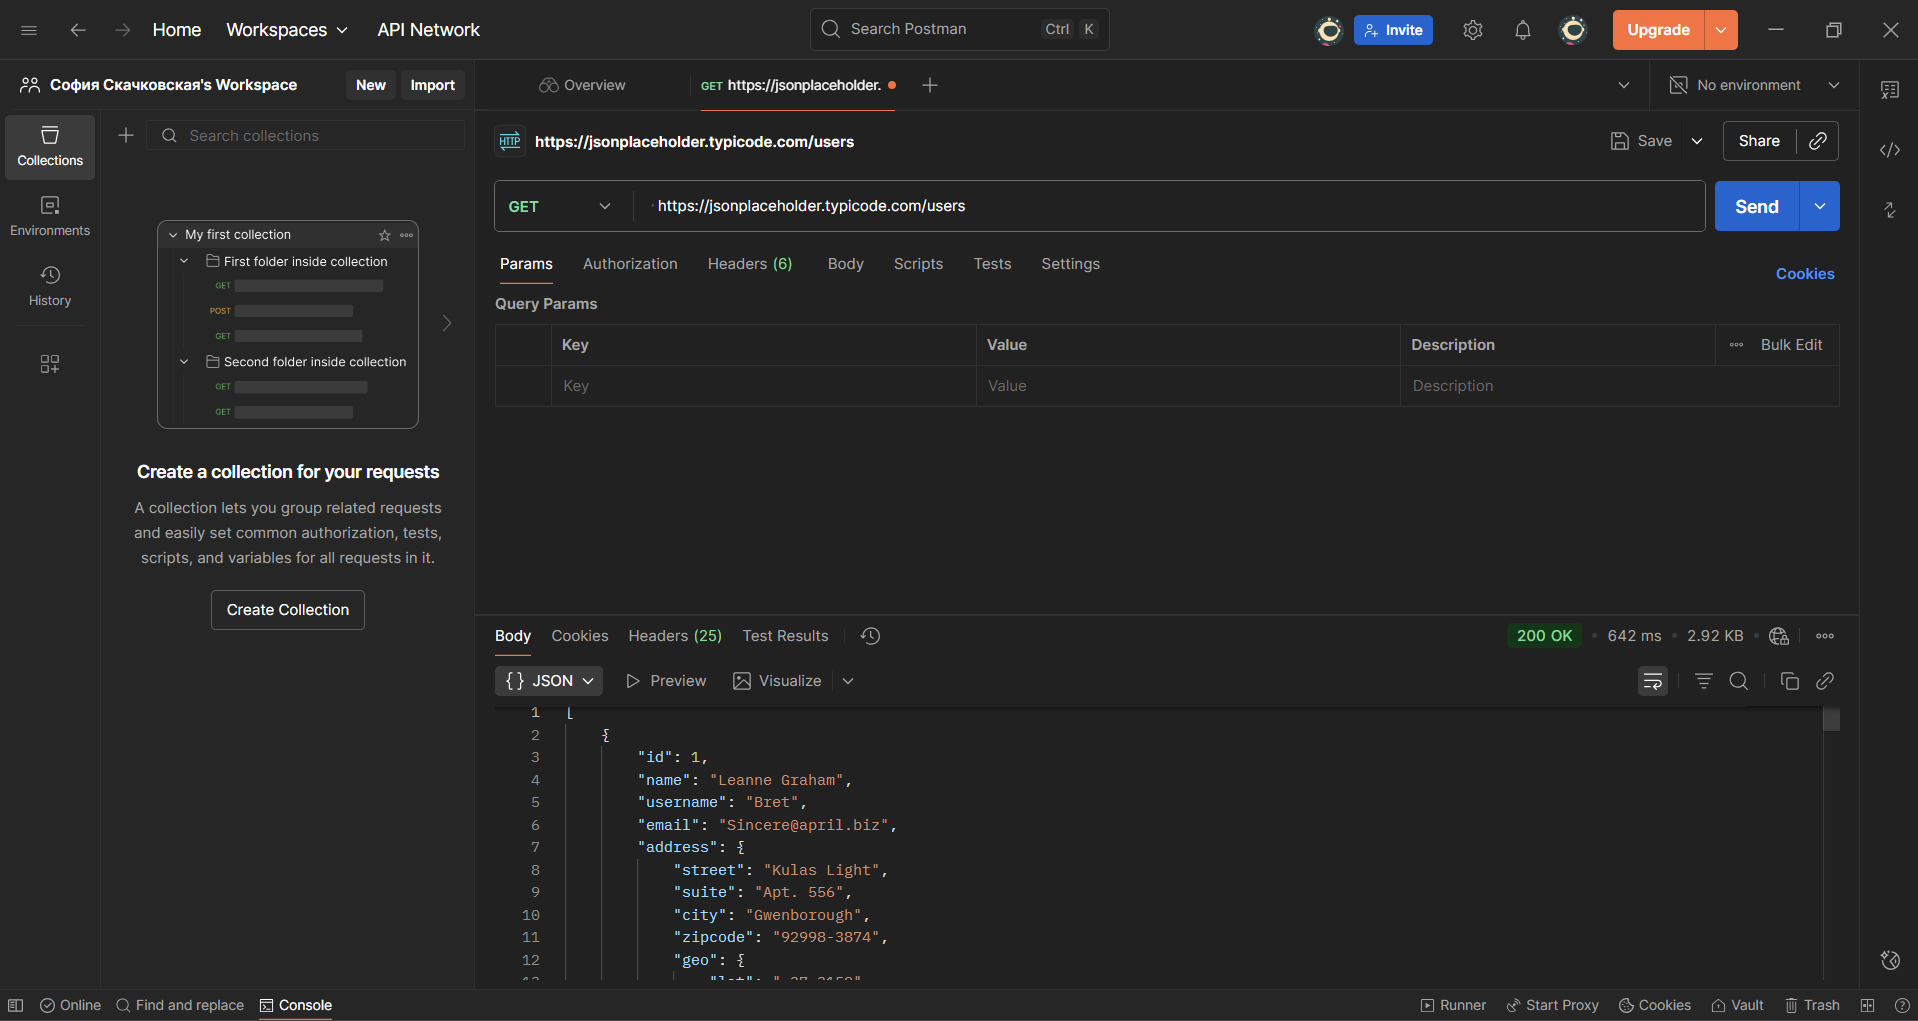 Home Workspaces API Network Search Postman Ctrl K Invite Upgrade
София Скачковская's Workspace New Import Overview GET https://jsonplaceholder. No environment
Collections
Environments
History
Search collections
My first collection
First folder inside collection
GET
POST
GET
Second folder inside collection
GET
GET
Create a collection for your requests
A collection lets you group related requests
and easily set common authorization, tests,
scripts, and variables for all requests in it.
Create Collection
HTTP https://jsonplaceholder.typicode.com/users Save Share
GET https://jsonplaceholder.typicode.com/users Send
Params Authorization Headers (6) Body Scripts Tests Settings Cookies
Query Params
Key Value Description Bulk Edit
Key Value Description
Body Cookies Headers (25) Test Results 200 OK 642 ms 2.92 KB
{} JSON Preview Visualize
1 [
2 {
3 "id": 1,
4 "name": "Leanne Graham",
5 "username": "Bret",
6 "email": "Sincere@april.biz",
7 "address": {
8 "street": "Kulas Light",
9 "suite": "Apt. 556",
10 "city": "Gwenborough",
11 "zipcode": "92998-3874",
12 "geo": {
Online Find and replace Console Runner Start Proxy Cookies Vault Trash